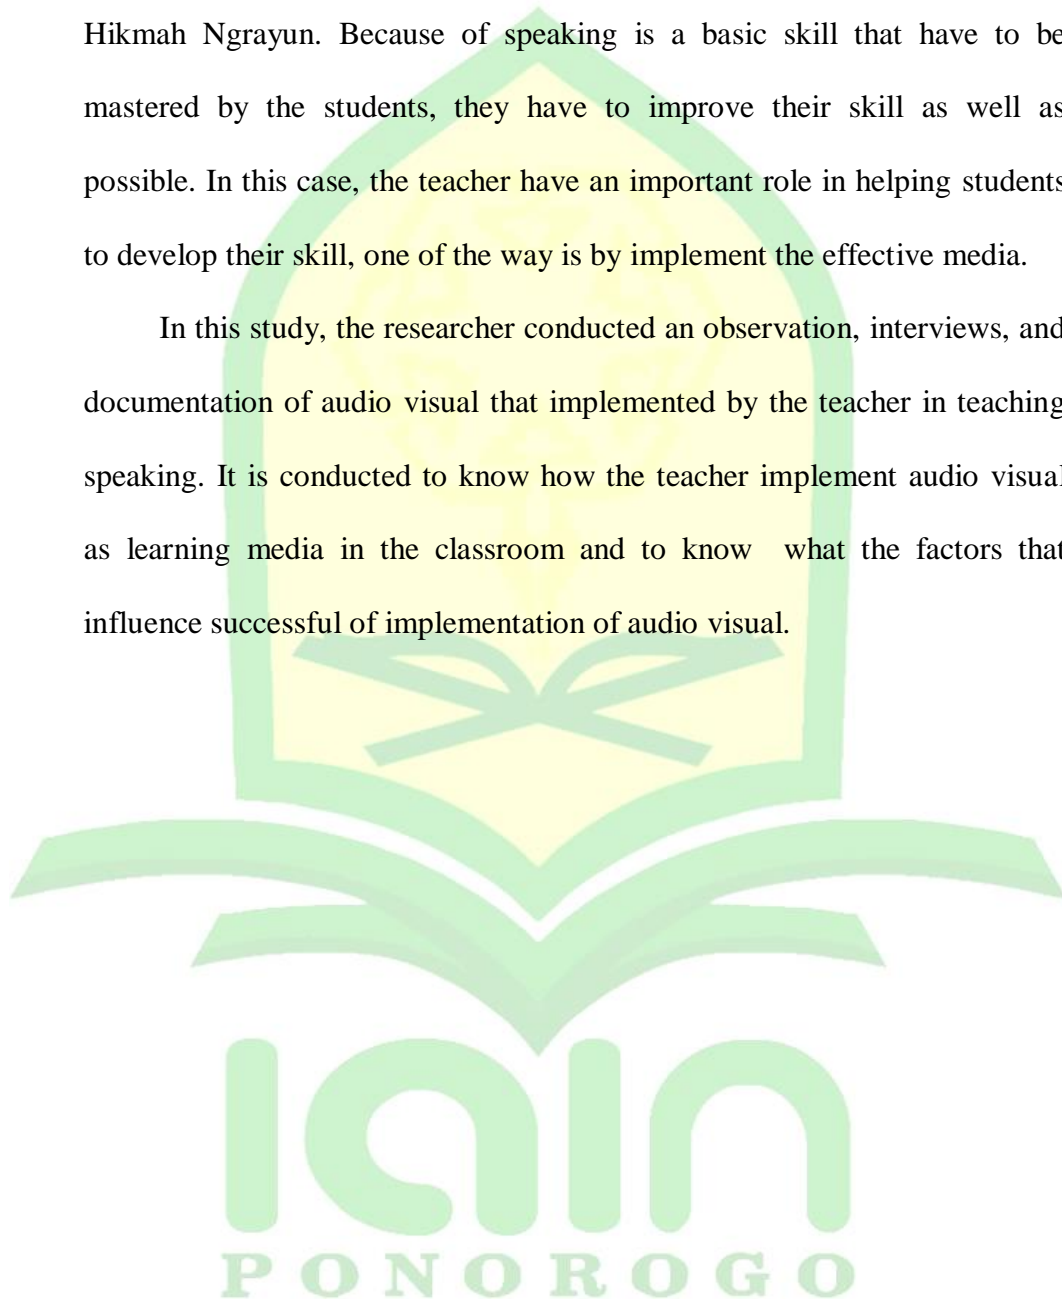 Hikmah Ngrayun. Because of speaking is a basic skill that have to be
mastered by the students, they have to improve their skill as well as
possible. In this case, the teacher have an important role in helping students
to develop their skill, one of the way is by implement the effective media.
In this study, the researcher conducted an observation, interviews, and
documentation of audio visual that implemented by the teacher in teaching
speaking. It is conducted to know how the teacher implement audio visual
as learning media in the classroom and to know what the factors that
influence successful of implementation of audio visual.
iain
PONOROGO